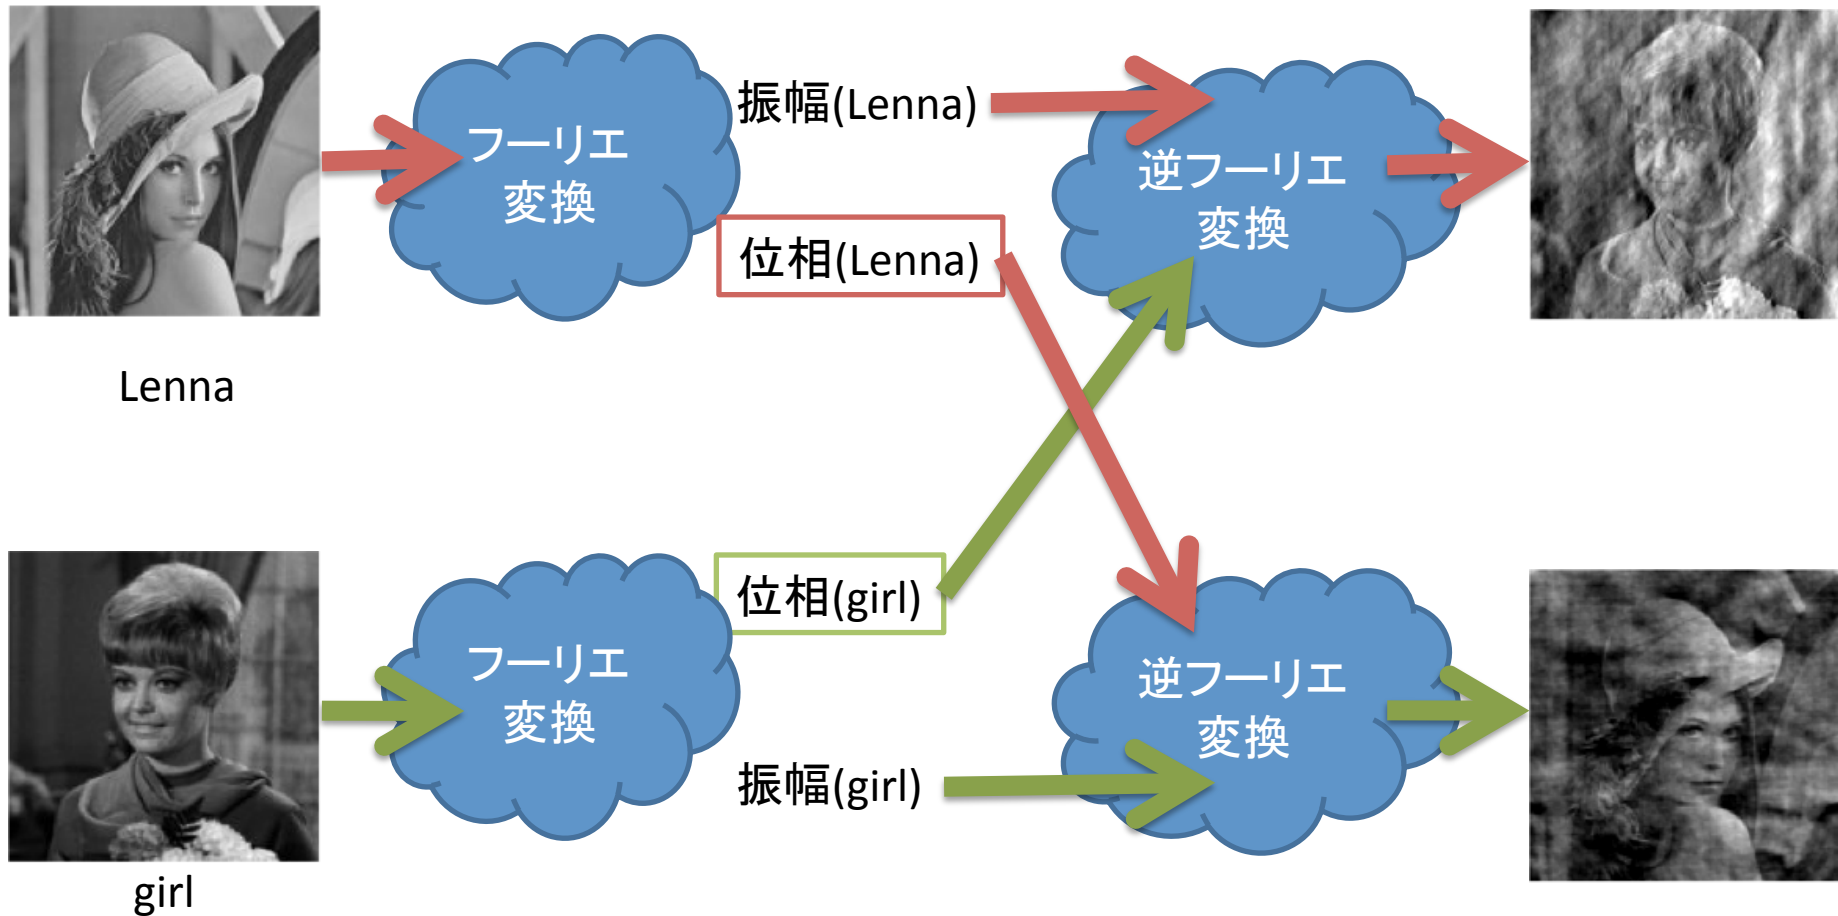 Lenna
フーリエ
変換
振幅(Lenna)
位相(Lenna)
逆フーリエ
変換
girl
フーリエ
変換
位相(girl)
振幅(girl)
逆フーリエ
変換